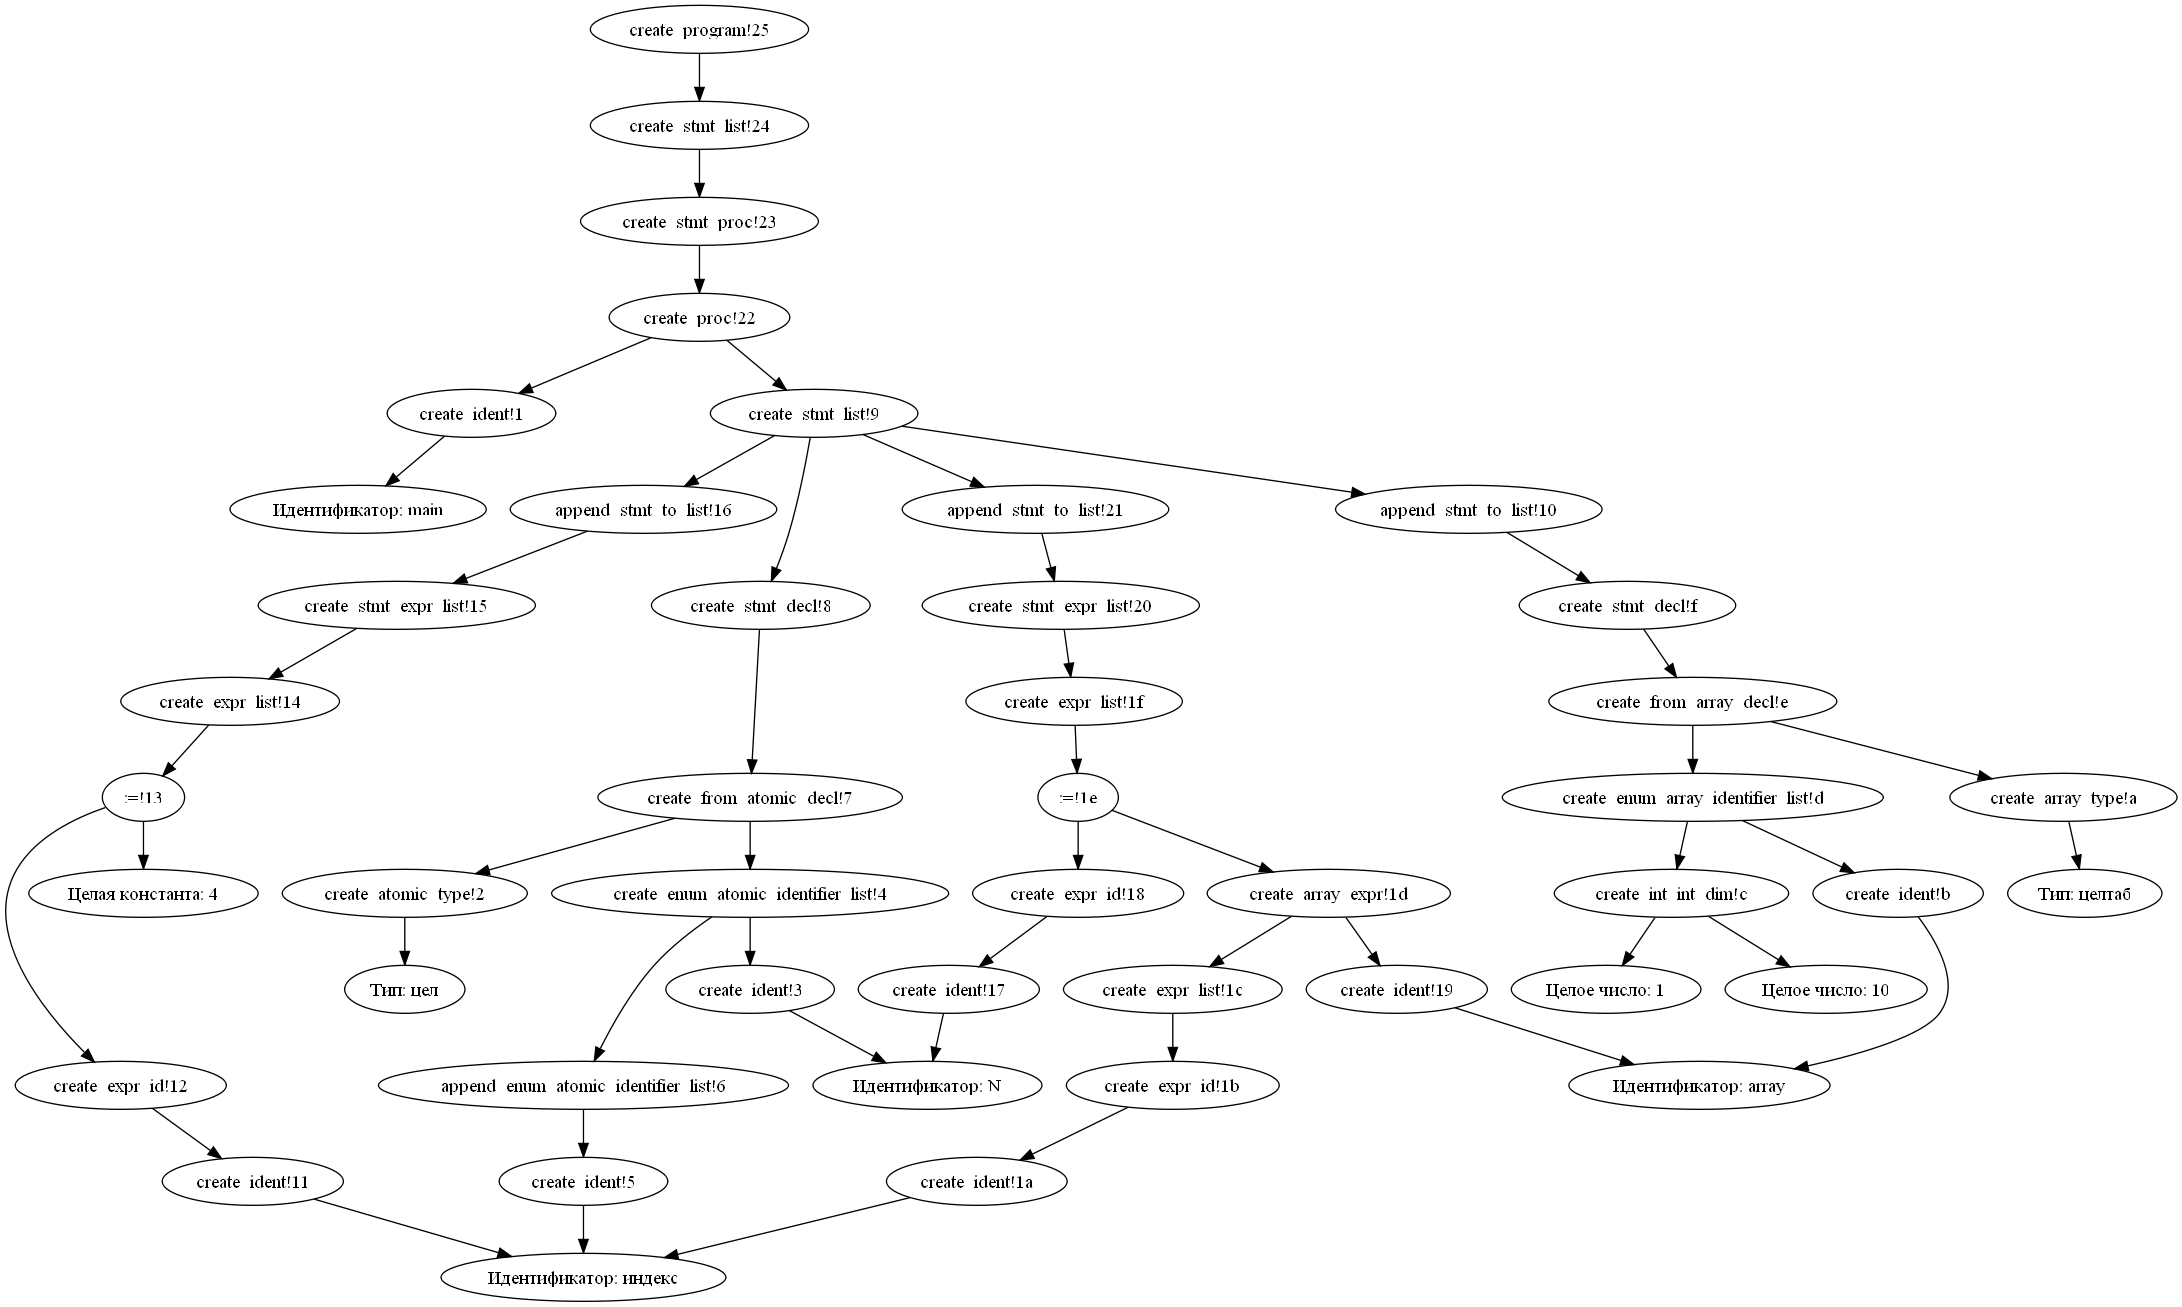 create program!25
create stmt list!24
create stmt proc!23
create proc!22
create ident!1
create stmt list!9
Идентификатор: main
append stmt to list!16
append stmt to list!21
append stmt to list!10
create stmt expr list!15
create stmt decl!8
create stmt expr list!20
create stmt decl!f
create expr list!14
create expr list!1f
create from array decl!e
:=!13
create from atomic decl!7
:=!1e
create enum array identifier list!d
create array type!a
Целая константа: 4
create atomic type!2
create enum atomic identifier list!4
create expr id!18
create array expr!1d
create int int dim!c
create ident!b
Тип: целтаб
Тип: цел
create ident!3
create ident!17
create expr list!1c
create ident!19
Целое число: 1
Целое число: 10
create expr id!12
append enum atomic identifier list!6
Идентификатор: N
create expr id!1b
Идентификатор: array
create ident!11
create ident!5
create ident!1a
Идентификатор: индекс